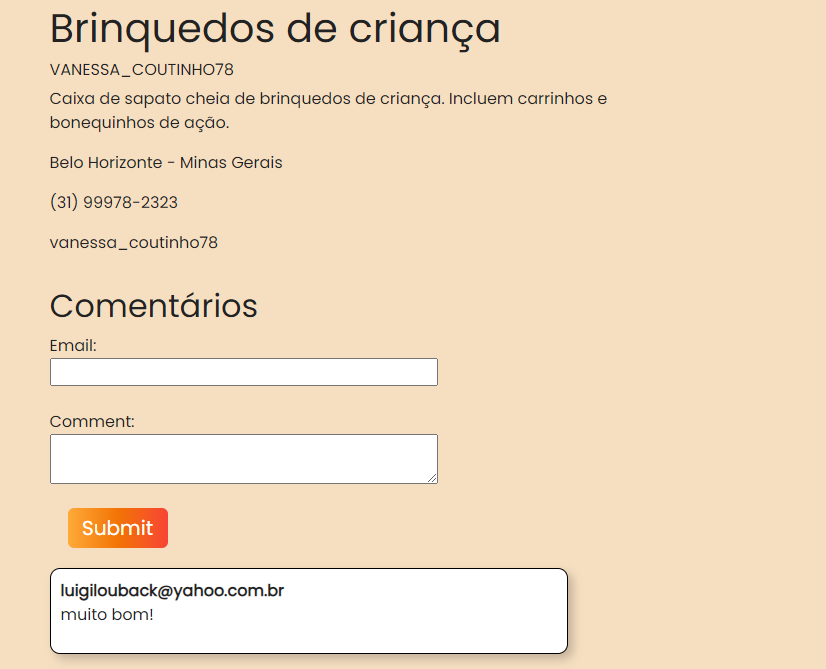 Brinquedos de criança
VANESSA_COUTINHO78
Caixa de sapato cheia de brinquedos de criança. Incluem carrinhos e
bonequinhos de ação.
Belo Horizonte - Minas Gerais
(31) 99978-2323
vanessa_coutinho78
Comentários
Email:
Comment:
Submit
luigilouback@yahoo.com.br
muito bom!